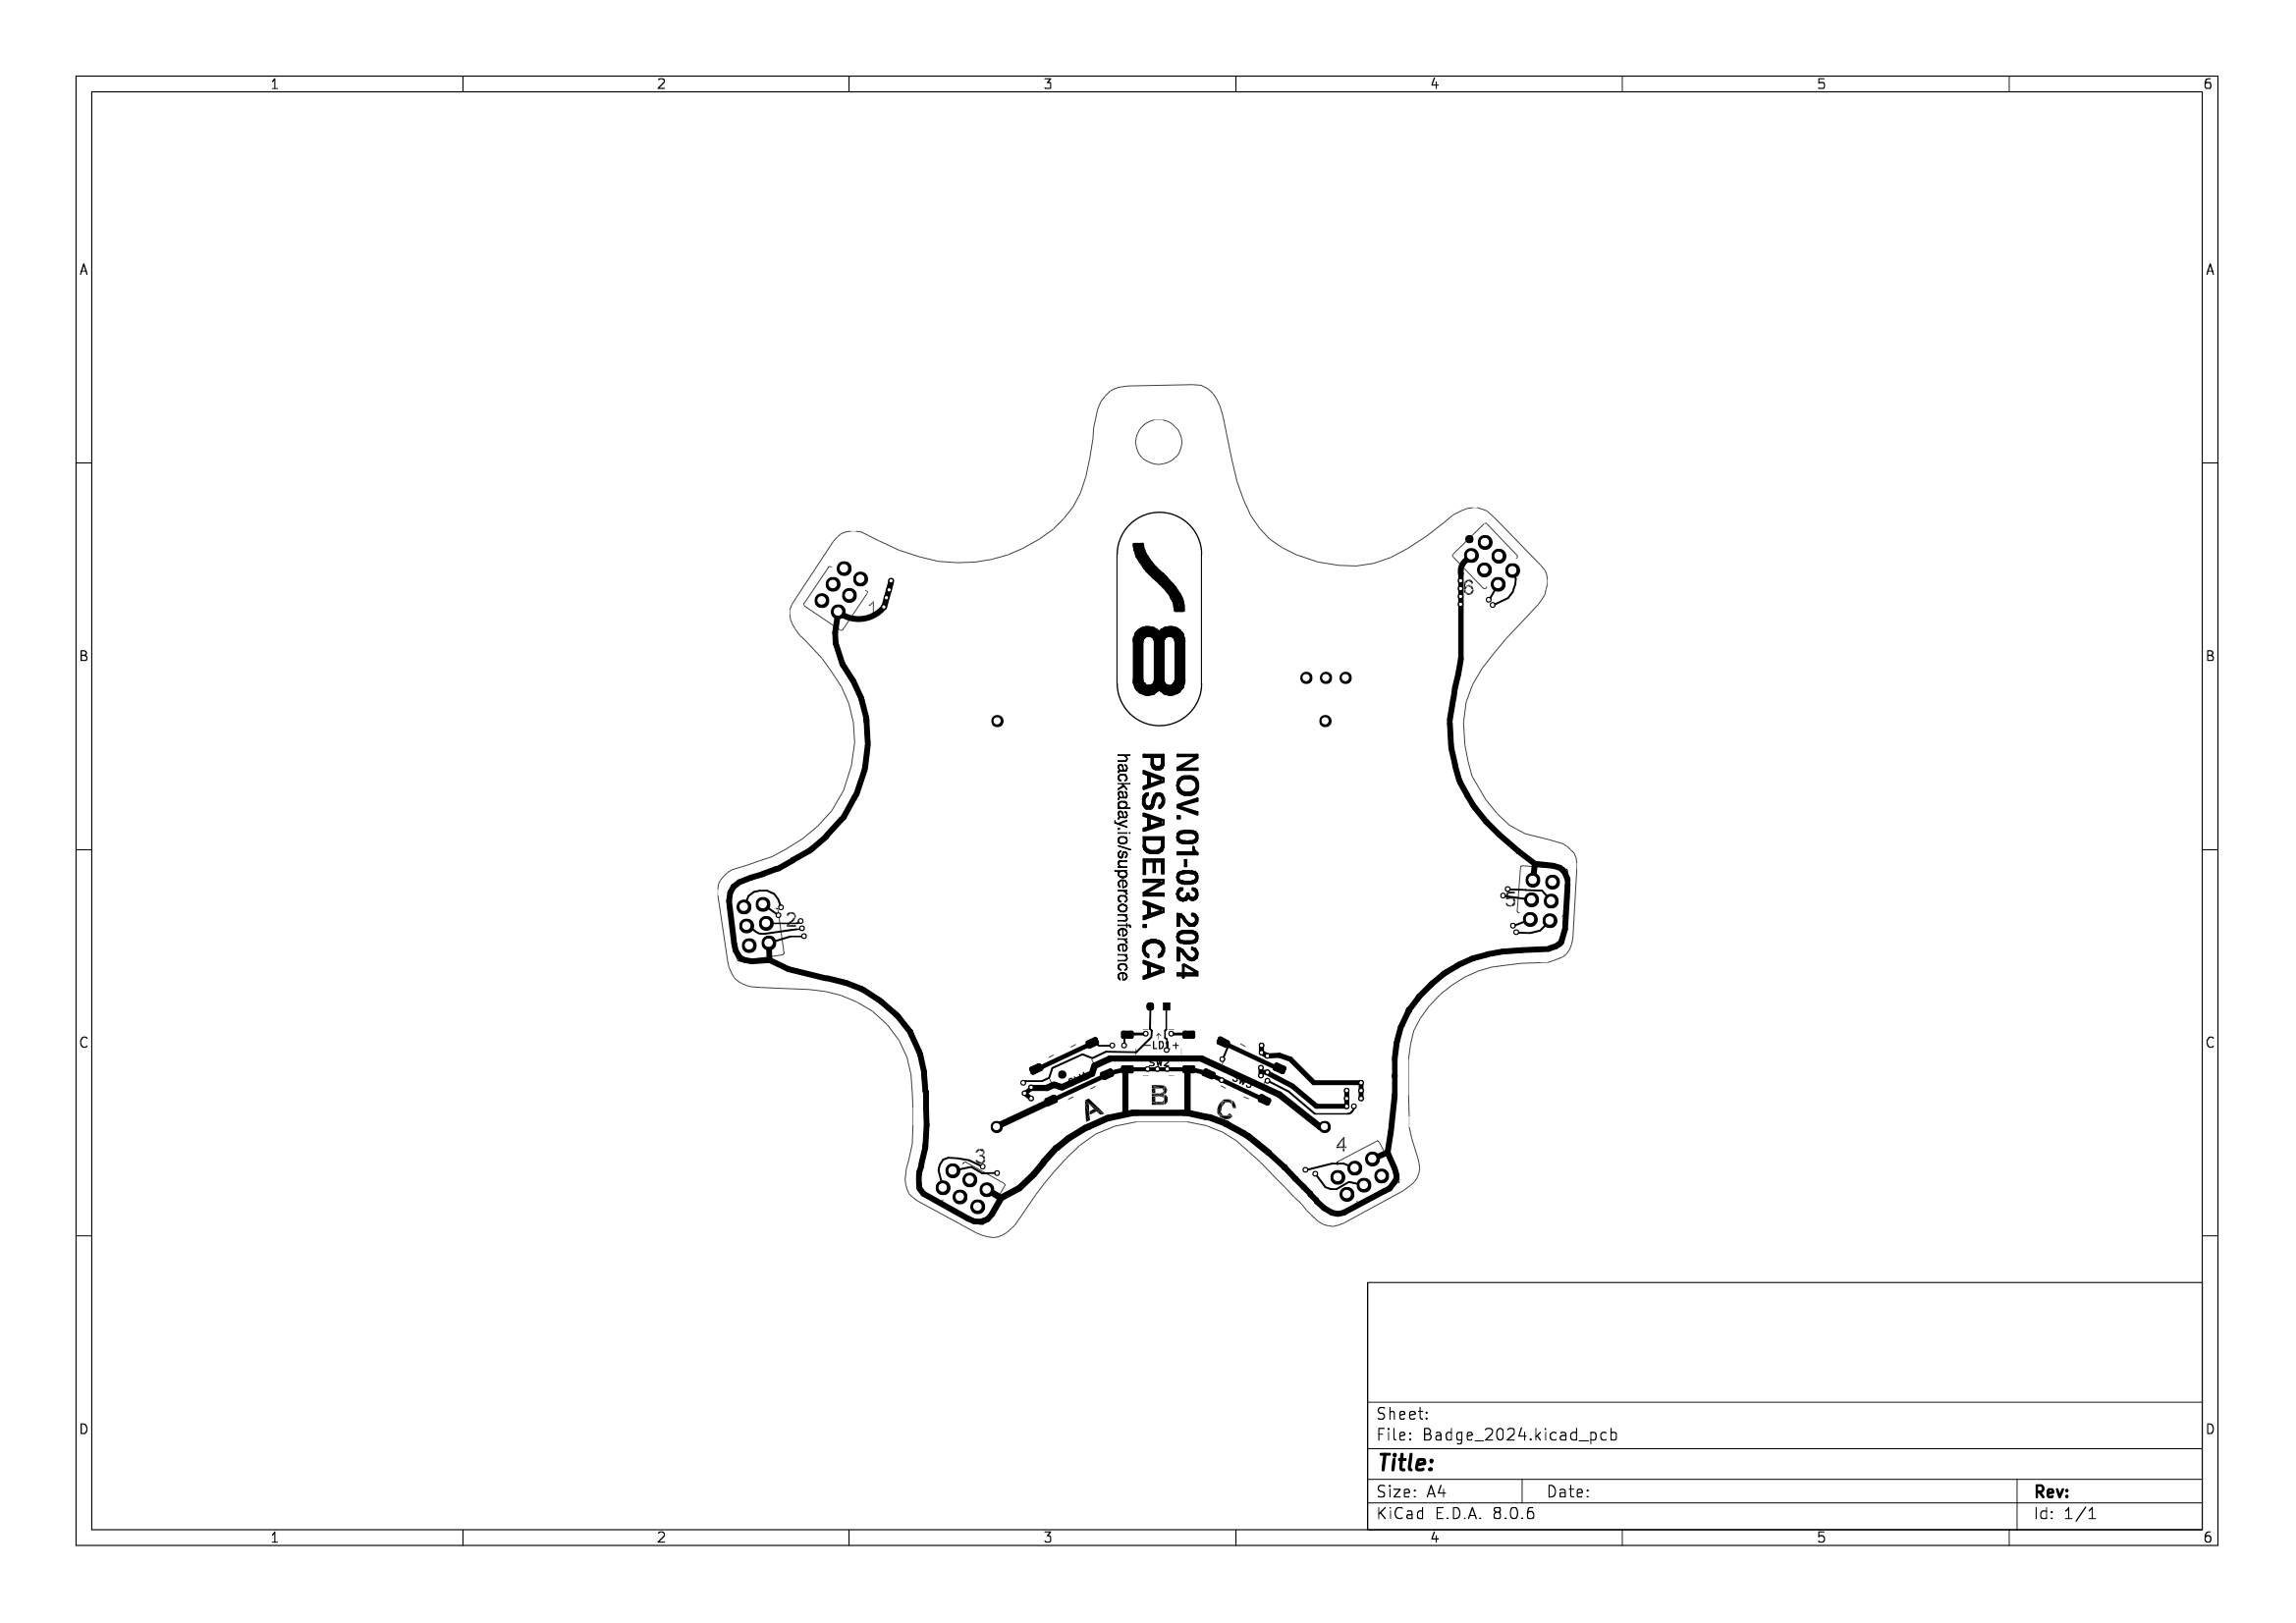 1 2 3 4 5 6
A A
B B
C C
D D
1
6
8
NOV. 01-03 2024
PASADENA. CA
hackaday.io/superconference
2
5
-LD1+
SW2
SW3
A B C
3
4
Sheet:
File: Badge_2024.kicad_pcb
Title:
Size: A4 Date: Rev:
KiCad E.D.A. 8.0.6 Id: 1/1
1 2 3 4 5 6